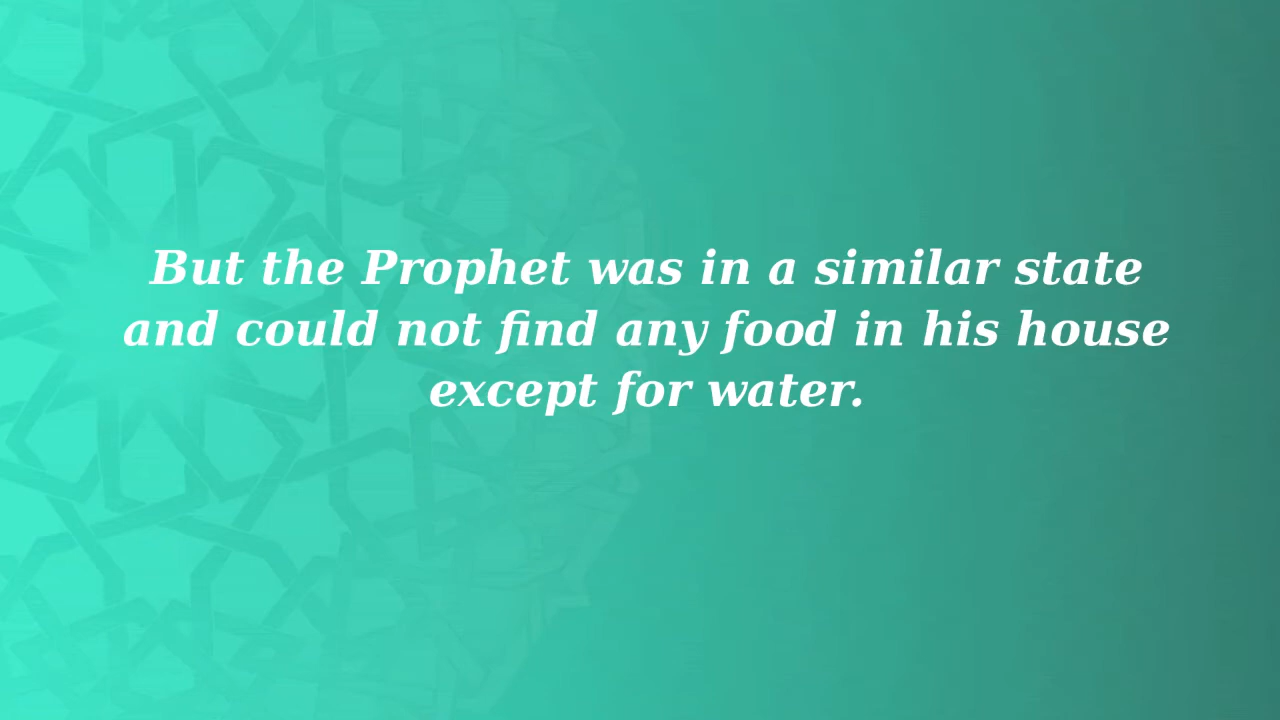 But the Prophet was in a similar state
and could not find any food in his house
except for water.